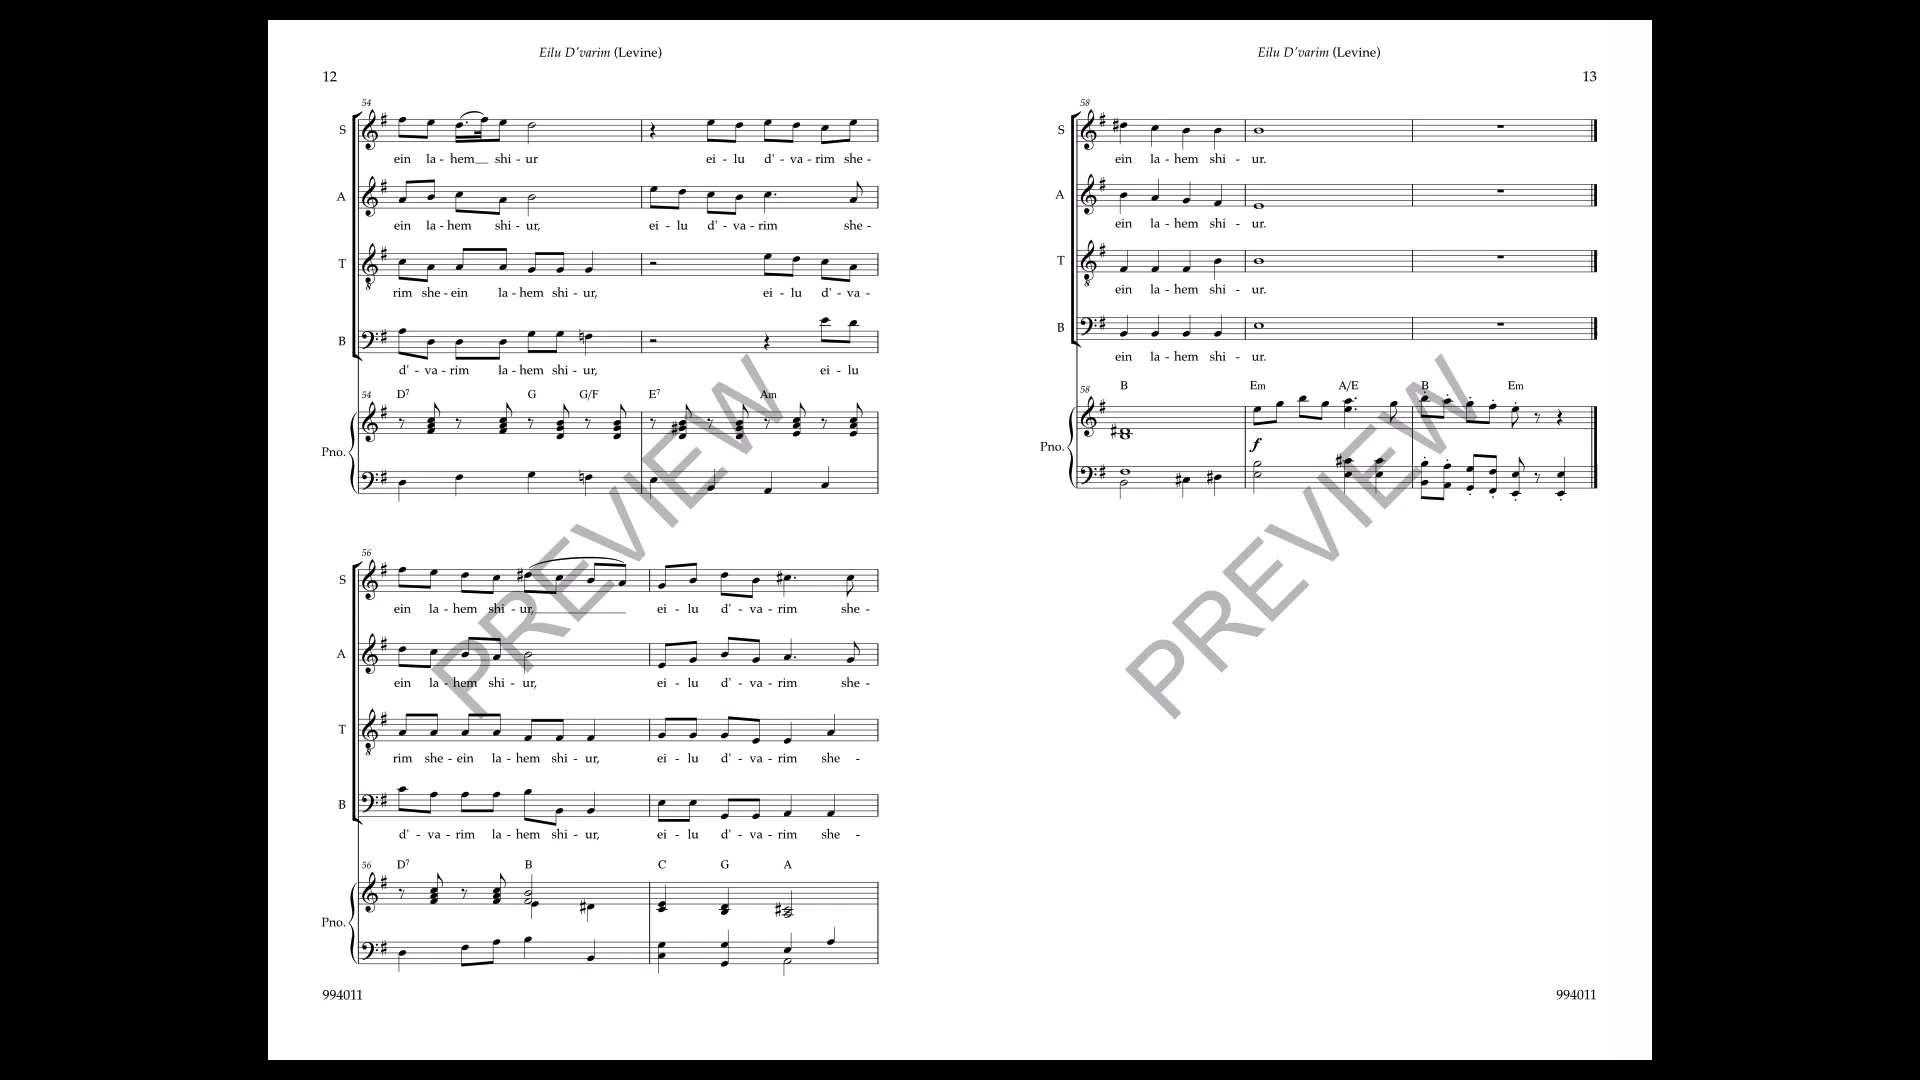 Eilu D'varim (Levine)
12
54
S
ein la - hem__ shi - ur ei - lu d' - va - rim she -
A
ein la - hem shi - ur, ei - lu d' - va - rim she -
T
rim she - ein la - hem shi - ur, ei - lu d' - va -
B
d' - va - rim la - hem shi - ur, ei - lu
54 D7 G G/F E7 Am
Pno.
56
S
ein la - hem shi - ur,__ ei - lu d' - va - rim she -
A
ein la - hem shi - ur, ei - lu d' - va - rim she -
T
rim she - ein la - hem shi - ur, ei - lu d' - va - rim she -
B
d' - va - rim la - hem shi - ur, ei - lu d' - va - rim she -
56 D7 B C G A
Pno.
994011
Eilu D'varim (Levine)
13
58
S
ein la - hem shi - ur.
A
ein la - hem shi - ur.
T
ein la - hem shi - ur.
B
ein la - hem shi - ur.
58 B Em A/E B Em
Pno.
f
994011
PREVIEW
PREVIEW